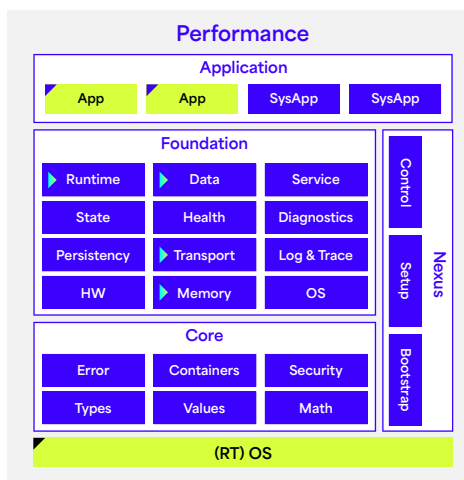 Performance
Application
App App SysApp SysApp
Foundation
Runtime Data Service
State Health Diagnostics
Persistency Transport Log & Trace
HW Memory OS
Core
Error Containers Security
Types Values Math
Control
Setup
Bootstrap
Nexus
(RT) OS